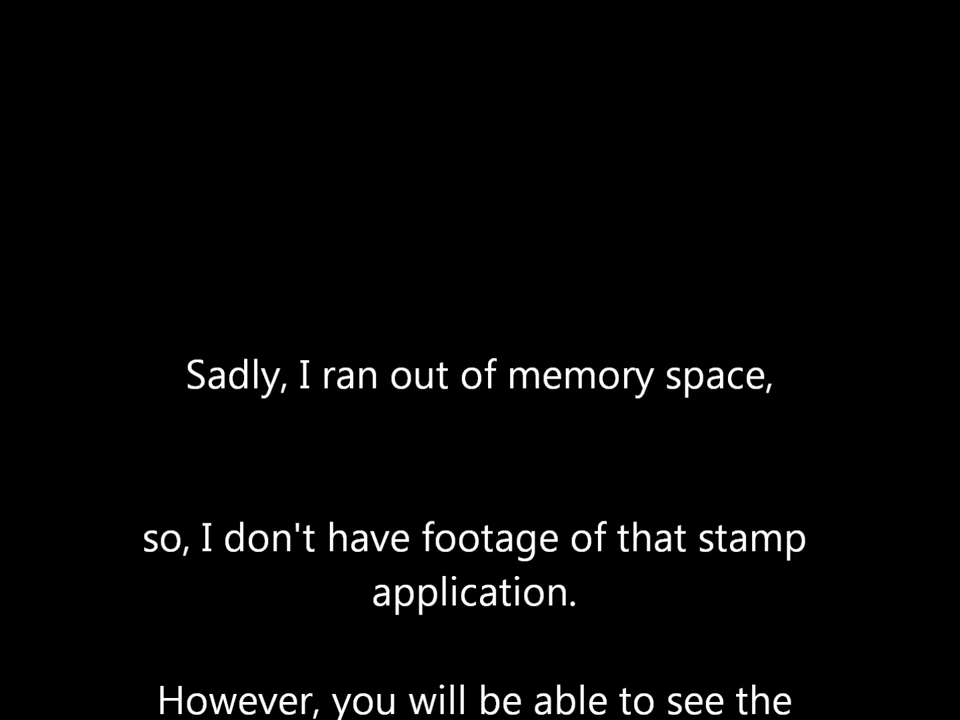 Sadly, I ran out of memory space,
so, I don't have footage of that stamp
application.
However, you will be able to see the